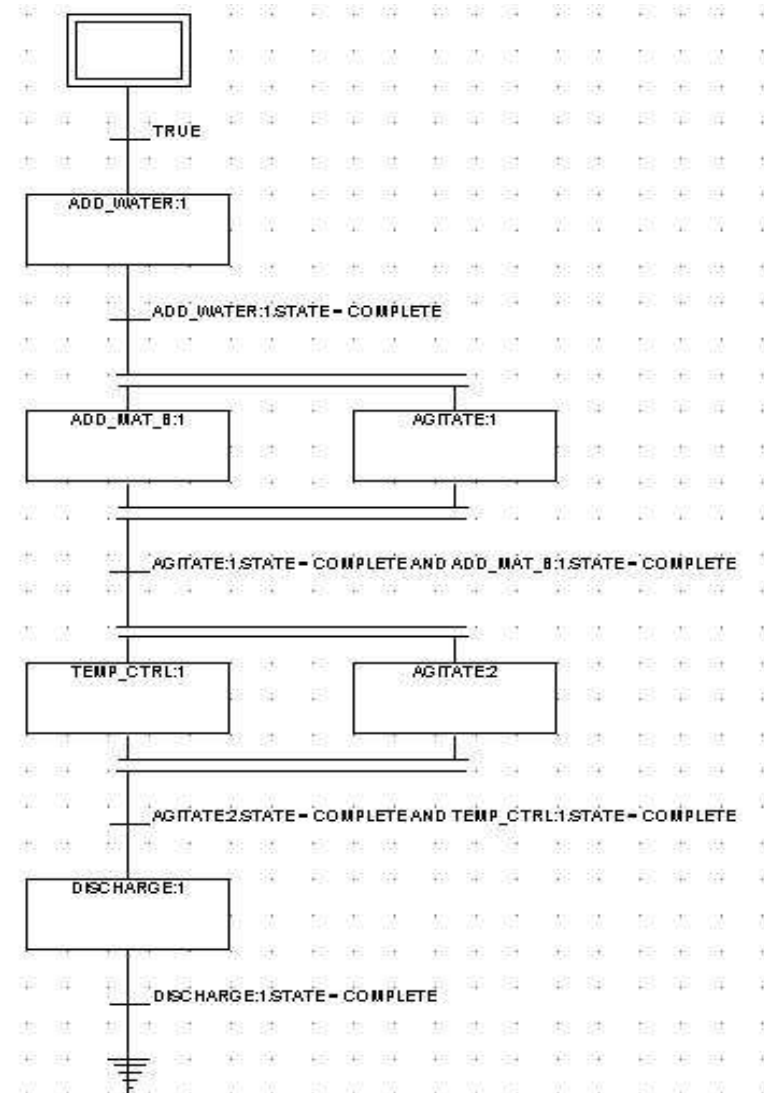 TRUE
ADD_WATER:1
ADD_WATER:1.STATE = COMPLETE
ADD_MAT_B:1 AGITATE:1
AGITATE:1.STATE = COMPLETE AND ADD_MAT_B:1.STATE = COMPLETE
TEMP_CTRL:1 AGITATE:2
AGITATE:2.STATE = COMPLETE AND TEMP_CTRL:1.STATE = COMPLETE
DISCHARGE:1
DISCHARGE:1.STATE = COMPLETE